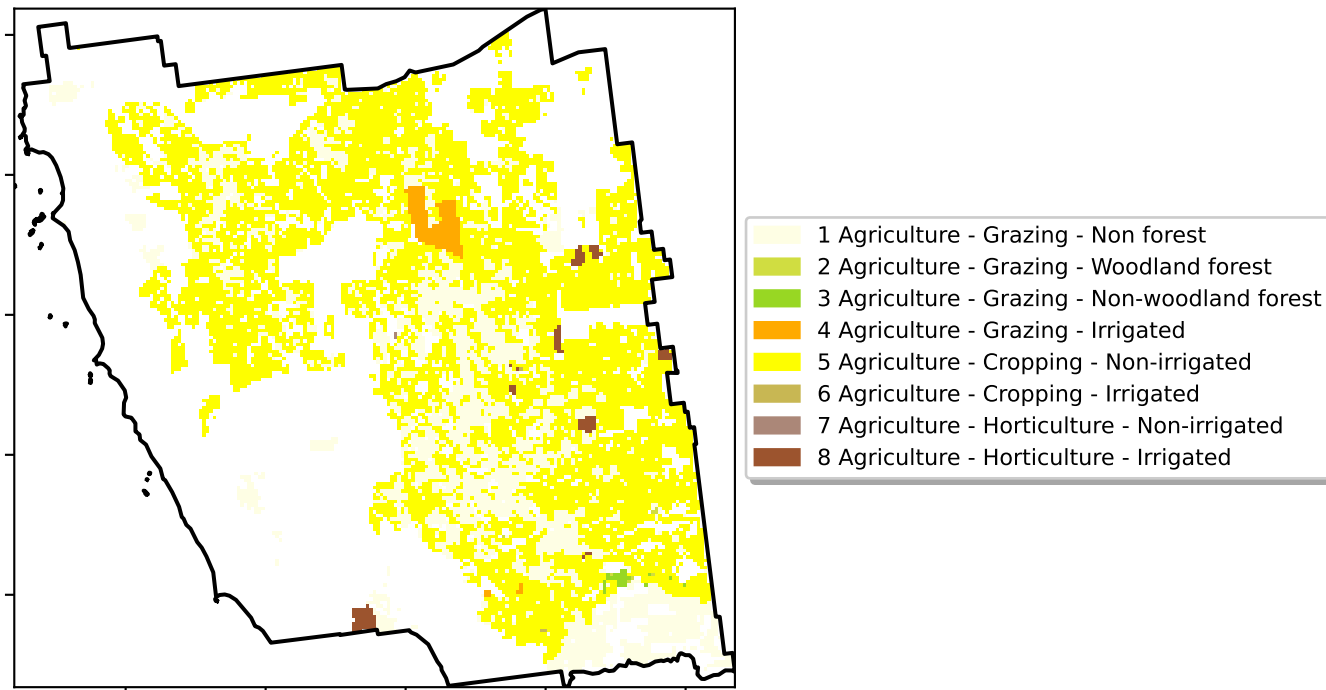 1 Agriculture - Grazing - Non forest
2 Agriculture - Grazing - Woodland forest
3 Agriculture - Grazing - Non-woodland forest
4 Agriculture - Grazing - Irrigated
5 Agriculture - Cropping - Non-irrigated
6 Agriculture - Cropping - Irrigated
7 Agriculture - Horticulture - Non-irrigated
8 Agriculture - Horticulture - Irrigated